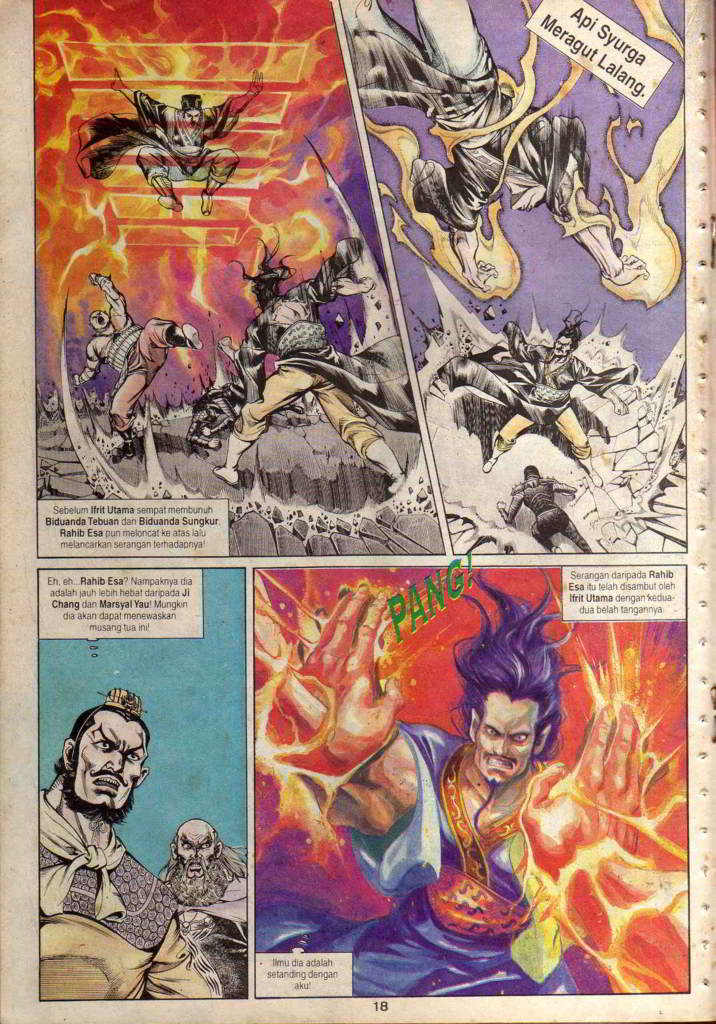 Api Syurga
Meragut Lalang.
Sebelum Ifrit Utama sempat membunuh
Biduanda Tebuan dan Biduanda Sungkur,
Rahib Esa pun meloncat ke atas lalu
melancarkan serangan terhadapnya!
Eh, eh...Rahib Esa? Nampaknya dia
adalah jauh lebih hebat daripada Ji
Chang dan Marsyal Yau! Mungkin
dia akan dapat menewaskan
musang tua ini!
PANG!
Serangan daripada Rahib
Esa itu telah disambut oleh
Ifrit Utama dengan kedua-
dua belah tangannya.
Ilmu dia adalah
setanding dengan
aku!
18